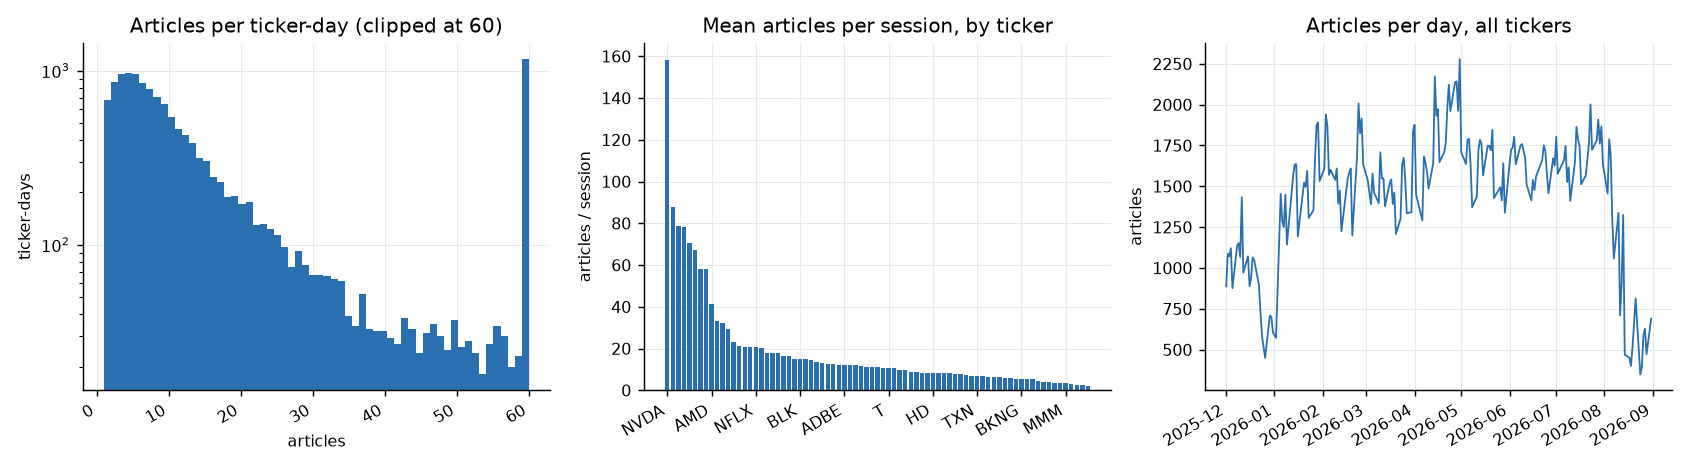 Articles per ticker-day (clipped at 60)
ticker-days
10³
10²
0
10
20
30
40
50
60
articles
Mean articles per session, by ticker
articles / session
160
140
120
100
80
60
40
20
0
NVDA
AMD
NFLX
BLK
ADBE
T
HD
TXN
BKNG
MMM
Articles per day, all tickers
articles
2250
2000
1750
1500
1250
1000
750
500
2025-12
2026-01
2026-02
2026-03
2026-04
2026-05
2026-06
2026-07
2026-08
2026-09